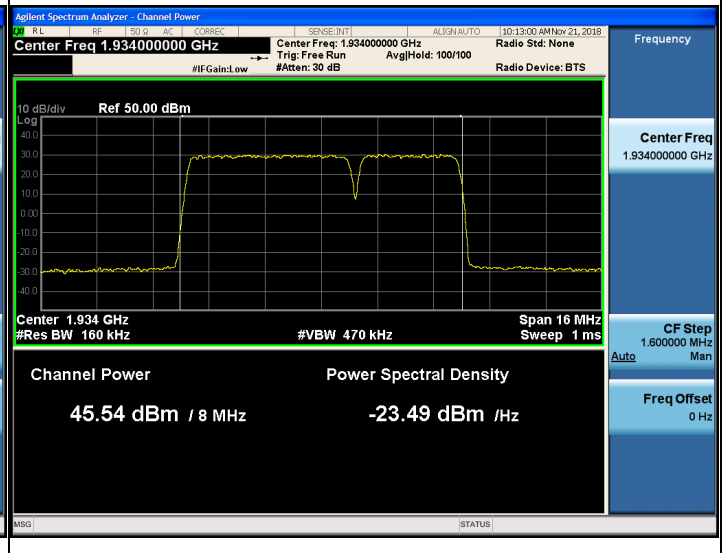 Agilent Spectrum Analyzer - Channel Power
LXI RL RF 50 Ω AC CORREC SENSE:INT ALIGN AUTO 10:13:00 AM Nov 21, 2018
Center Freq 1.934000000 GHz
Center Freq: 1.934000000 GHz
Radio Std: None
Trig: Free Run Avg|Hold: 100/100
#IFGain:Low
#Atten: 30 dB
Radio Device: BTS
Frequency
10 dB/div Ref 50.00 dBm
Log
40.0
30.0
20.0
10.0
0.00
-10.0
-20.0
-30.0
-40.0
Center 1.934 GHz
Span 16 MHz
#Res BW 160 kHz
#VBW 470 kHz
Sweep 1 ms
Channel Power
Power Spectral Density
45.54 dBm / 8 MHz
-23.49 dBm /Hz
Center Freq
1.934000000 GHz
CF Step
1.600000 MHz
Auto Man
Freq Offset
0 Hz
MSG
STATUS